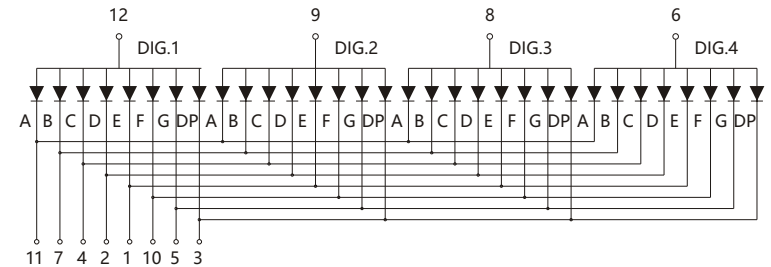 12 9 8 6
DIG.1 DIG.2 DIG.3 DIG.4
A B C D E F G DP A B C D E F G DP A B C D E F G DP A B C D E F G DP
11 7 4 2 1 10 5 3